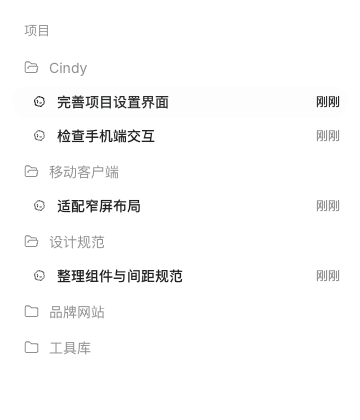 项目
Cindy
完善项目设置界面 刚刚
检查手机端交互 刚刚
移动客户端
适配窄屏布局 刚刚
设计规范
整理组件与间距规范 刚刚
品牌网站
工具库